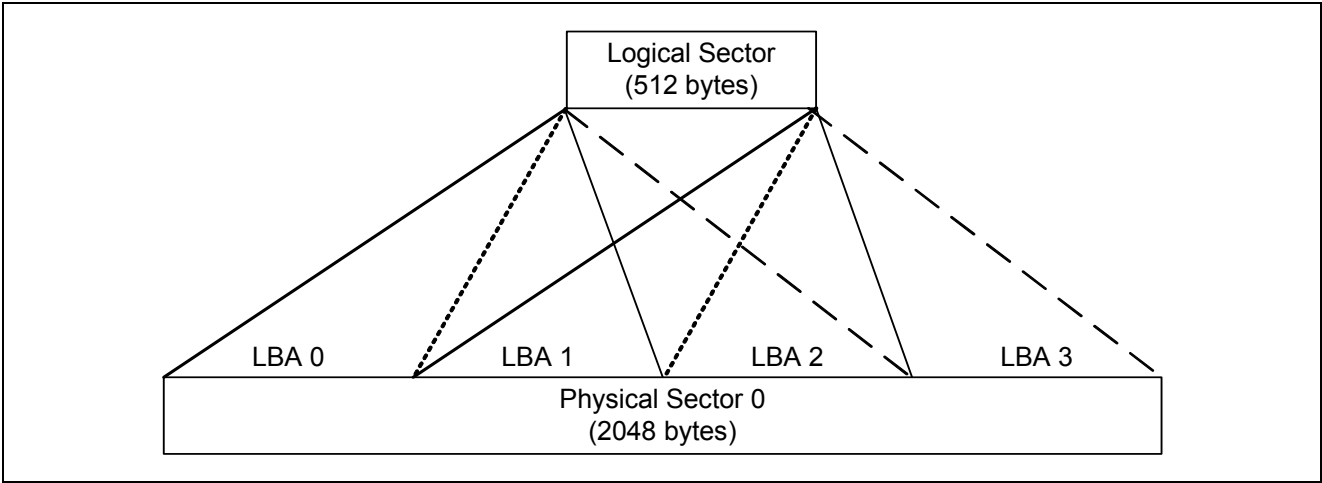 Logical Sector
(512 bytes)
LBA 0 LBA 1 LBA 2 LBA 3
Physical Sector 0
(2048 bytes)